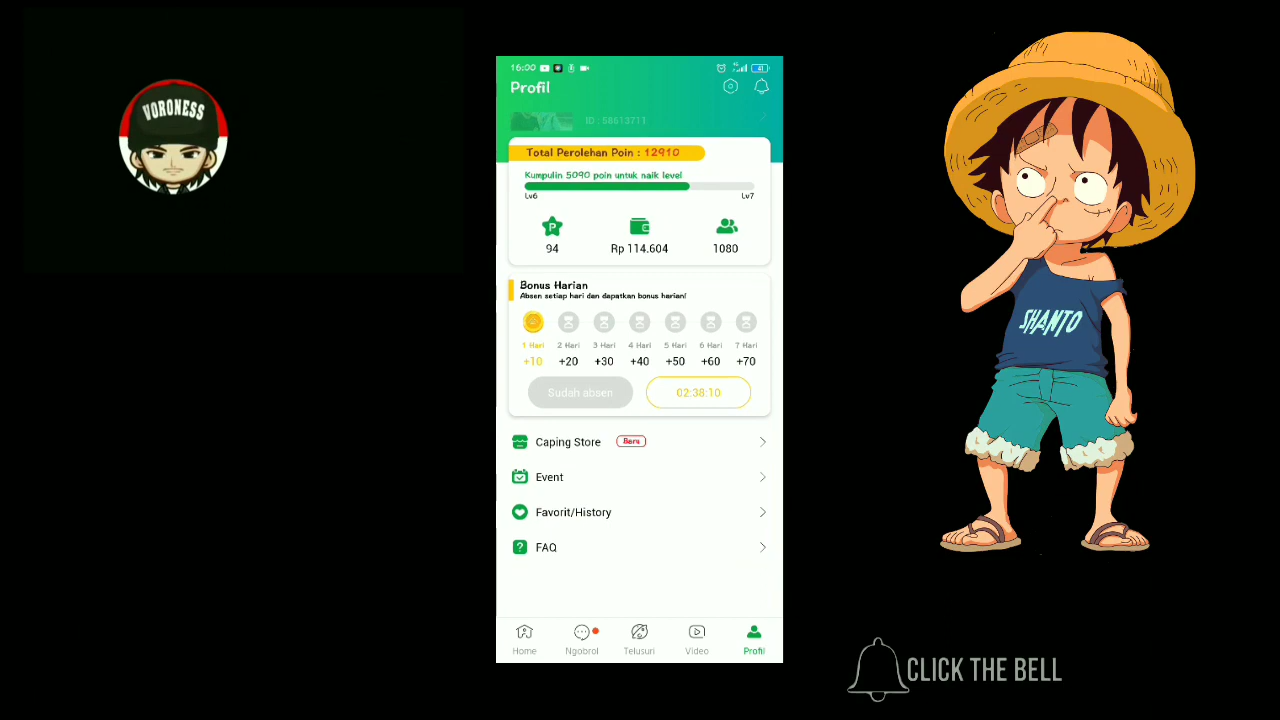 VORONESS
16:00
41
Profil
ID : 58613711
Total Perolehan Poin : 12910
Kumpulin 5090 poin untuk naik level
Lv6 Lv7
94 Rp 114.604 1080
Bonus Harian
Absen setiap hari dan dapatkan bonus harian!
1 Hari 2 Hari 3 Hari 4 Hari 5 Hari 6 Hari 7 Hari
+10 +20 +30 +40 +50 +60 +70
Sudah absen 02:38:10
Caping Store Baru
Event
Favorit/History
FAQ
Home Ngobrol Telusuri Video Profil
SHANTO
CLICK THE BELL